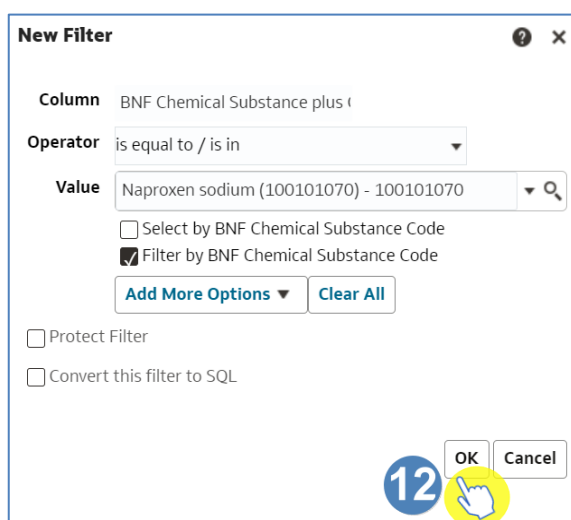 New Filter
Column BNF Chemical Substance plus
Operator is equal to / is in
Value Naproxen sodium (100101070) - 100101070
Select by BNF Chemical Substance Code
Filter by BNF Chemical Substance Code
Add More Options Clear All
Protect Filter
Convert this filter to SQL
OK Cancel
12